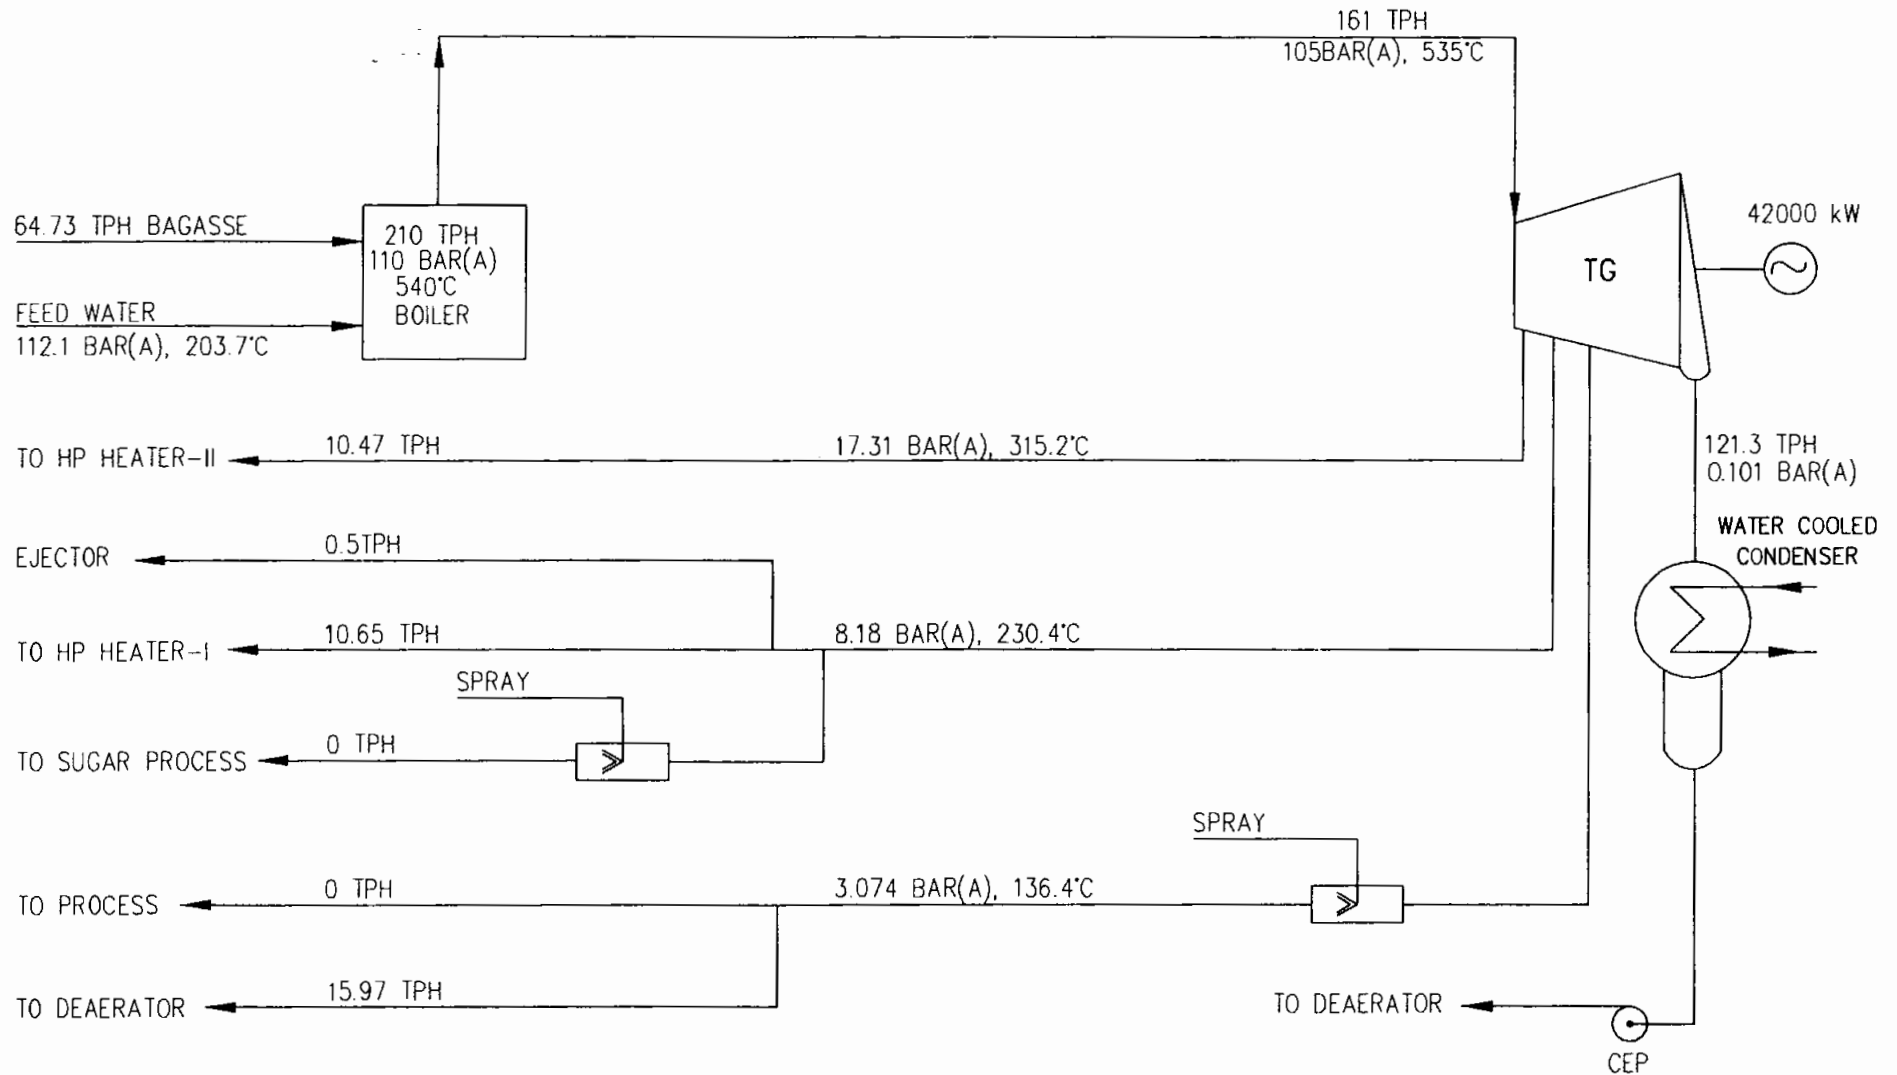 161 TPH
105BAR(A), 535°C
64.73 TPH BAGASSE
210 TPH
110 BAR(A)
540°C
BOILER
FEED WATER
112.1 BAR(A), 203.7°C
TG
42000 kW
TO HP HEATER-II
10.47 TPH
17.31 BAR(A), 315.2°C
121.3 TPH
0.101 BAR(A)
WATER COOLED
CONDENSER
EJECTOR
0.5TPH
TO HP HEATER-I
10.65 TPH
8.18 BAR(A), 230.4°C
SPRAY
TO SUGAR PROCESS
0 TPH
SPRAY
TO PROCESS
0 TPH
3.074 BAR(A), 136.4°C
TO DEAERATOR
15.97 TPH
TO DEAERATOR
CEP